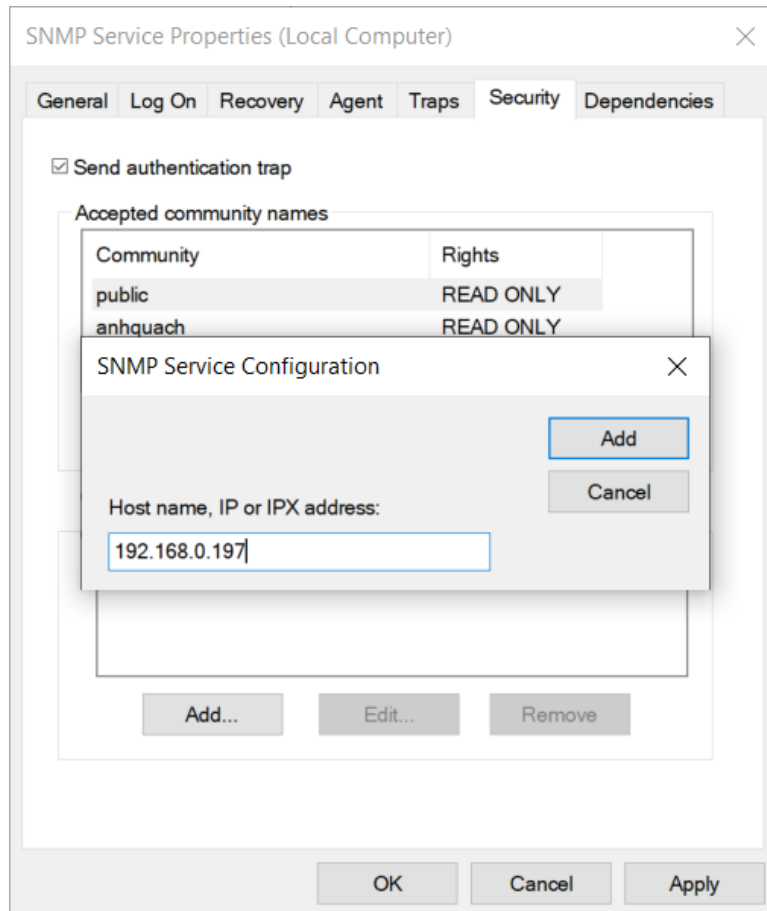 SNMP Service Properties (Local Computer)
General Log On Recovery Agent Traps Security Dependencies
Send authentication trap
Accepted community names
Community Rights
public READ ONLY
anhquach READ ONLY
SNMP Service Configuration
Add
Cancel
Host name, IP or IPX address:
192.168.0.197
Add... Edit... Remove
OK Cancel Apply